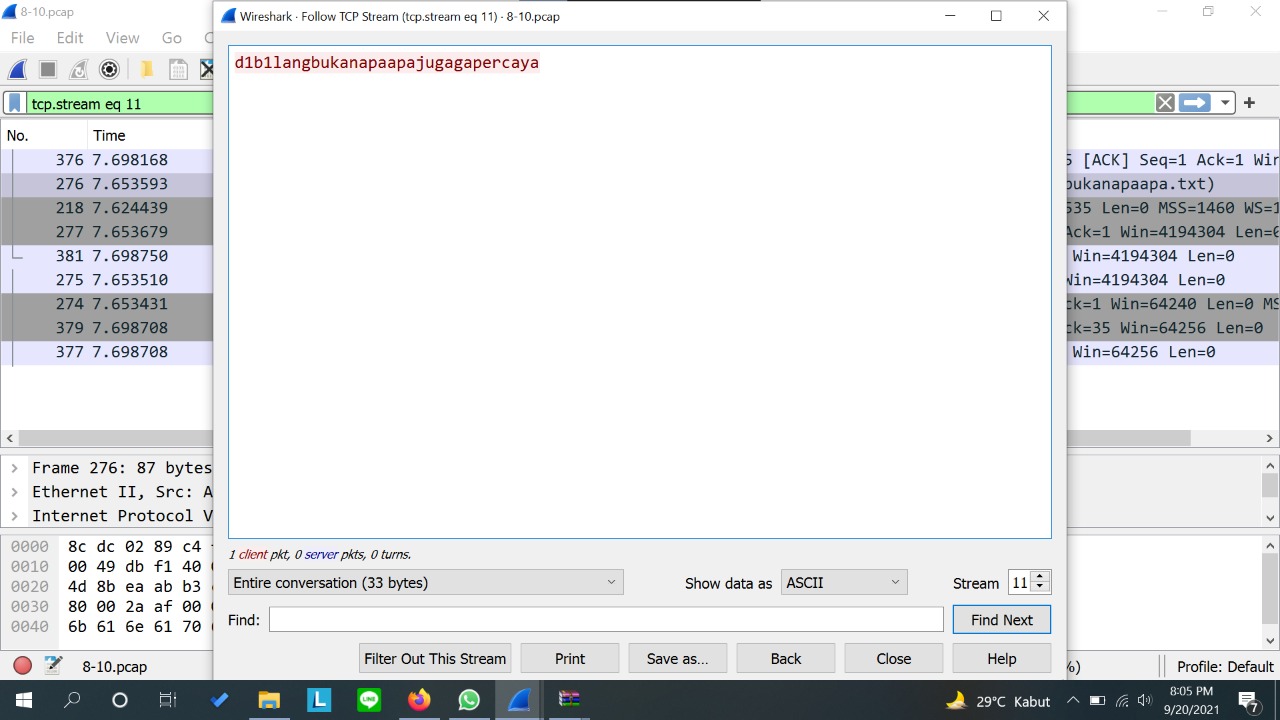 8-10.pcap
Wireshark · Follow TCP Stream (tcp.stream eq 11) · 8-10.pcap
File Edit View Go
tcp.stream eq 11
d1b1langbukanapaapajugagapercaya
No. Time
376 7.698168 5 [ACK] Seq=1 Ack=1 Win
276 7.653593 bukanapaapa.txt)
218 7.624439 535 Len=0 MSS=1460 WS=1
277 7.653679 Ack=1 Win=4194304 Len=0
381 7.698750 Win=4194304 Len=0
275 7.653510 Win=4194304 Len=0
274 7.653431 ck=1 Win=64240 Len=0 MS
379 7.698708 ck=35 Win=64256 Len=0
377 7.698708 Win=64256 Len=0
Frame 276: 87 bytes
Ethernet II, Src: A
Internet Protocol V
0000 8c dc 02 89 c4
0010 00 49 db f1 40
0020 4d 8b ea ab b3
0030 80 00 2a af 00
0040 6b 61 6e 61 70
1 client pkt, 0 server pkts, 0 turns.
Entire conversation (33 bytes) Show data as ASCII Stream 11
Find: Find Next
Filter Out This Stream Print Save as... Back Close Help
8-10.pcap %) Profile: Default
L LINE 29°C Kabut 8:05 PM
9/20/2021 7